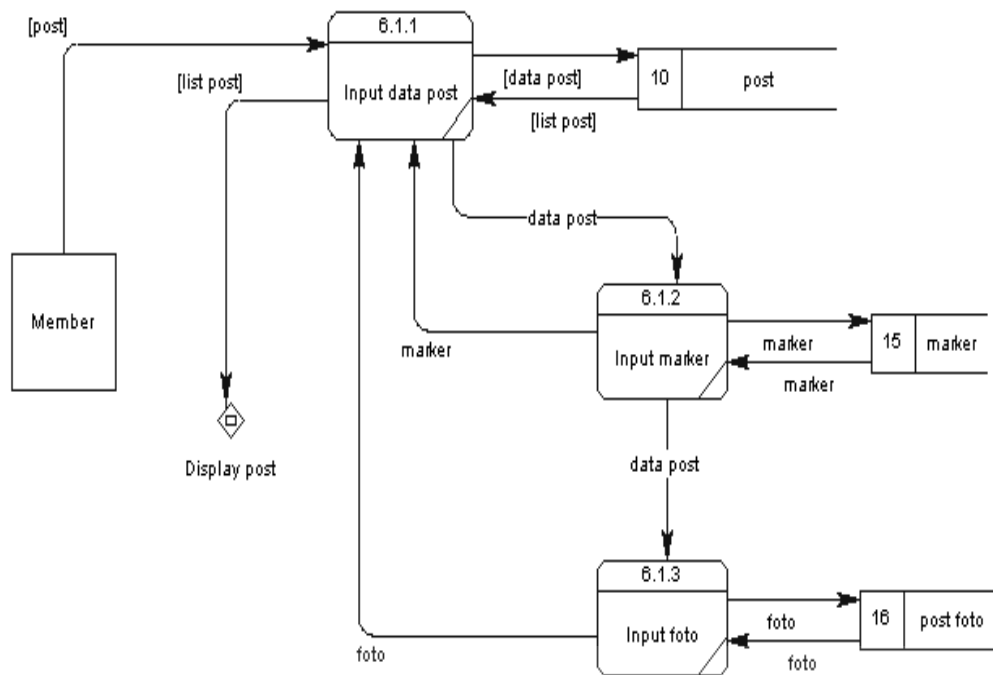 [post]
6.1.1
[list post]
Input data post
[data post]
10
post
[list post]
data post
Member
6.1.2
marker
Input marker
marker
15
marker
marker
Display post
data post
6.1.3
foto
Input foto
foto
16
post foto
foto